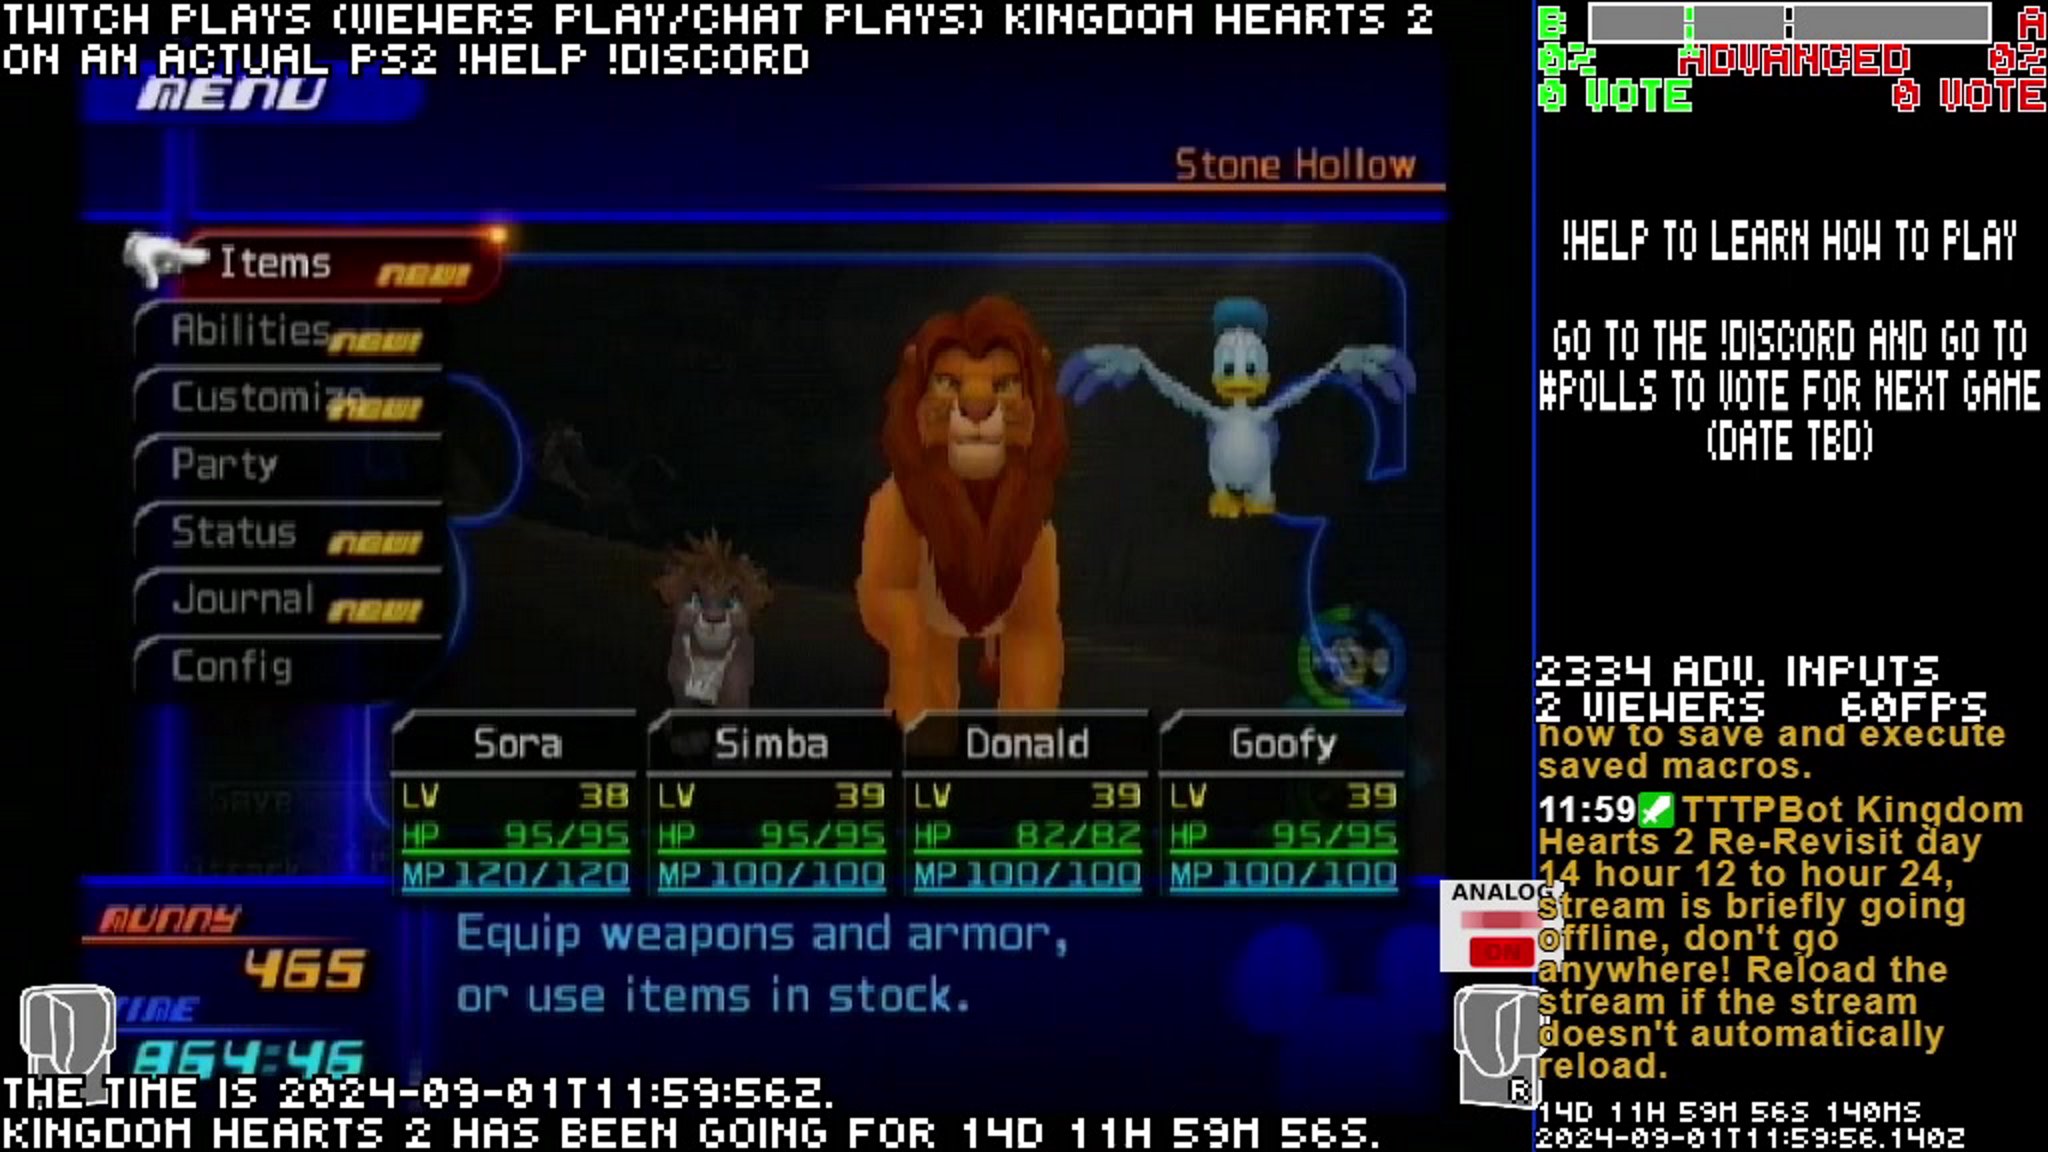 TWITCH PLAYS (VIEWERS PLAY/CHAT PLAYS) KINGDOM HEARTS 2
ON AN ACTUAL PS2 !HELP !DISCORD
MENU
Stone Hollow
Items new!
Abilities new!
Customize new!
Party
Status new!
Journal new!
Config
Sora
LV 38
HP 95/95
MP 120/120
Simba
LV 39
HP 95/95
MP 100/100
Donald
LV 39
HP 82/82
MP 100/100
Goofy
LV 39
HP 95/95
MP 100/100
MUNNY
465
TIME
864:46
Equip weapons and armor,
or use items in stock.
ANALOG
ON
R
THE TIME IS 2024-09-01T11:59:56Z.
KINGDOM HEARTS 2 HAS BEEN GOING FOR 14D 11H 59M 56S.
B A
0% ADVANCED 0%
0 VOTE 0 VOTE
!HELP TO LEARN HOW TO PLAY
GO TO THE !DISCORD AND GO TO
#POLLS TO VOTE FOR NEXT GAME
(DATE TBD)
2334 ADV. INPUTS
2 VIEWERS 60FPS
how to save and execute
saved macros.
11:59 TTTPBot Kingdom
Hearts 2 Re-Revisit day
14 hour 12 to hour 24,
stream is briefly going
offline, don't go
anywhere! Reload the
stream if the stream
doesn't automatically
reload.
14D 11H 59M 56S 140MS
2024-09-01T11:59:56.140Z